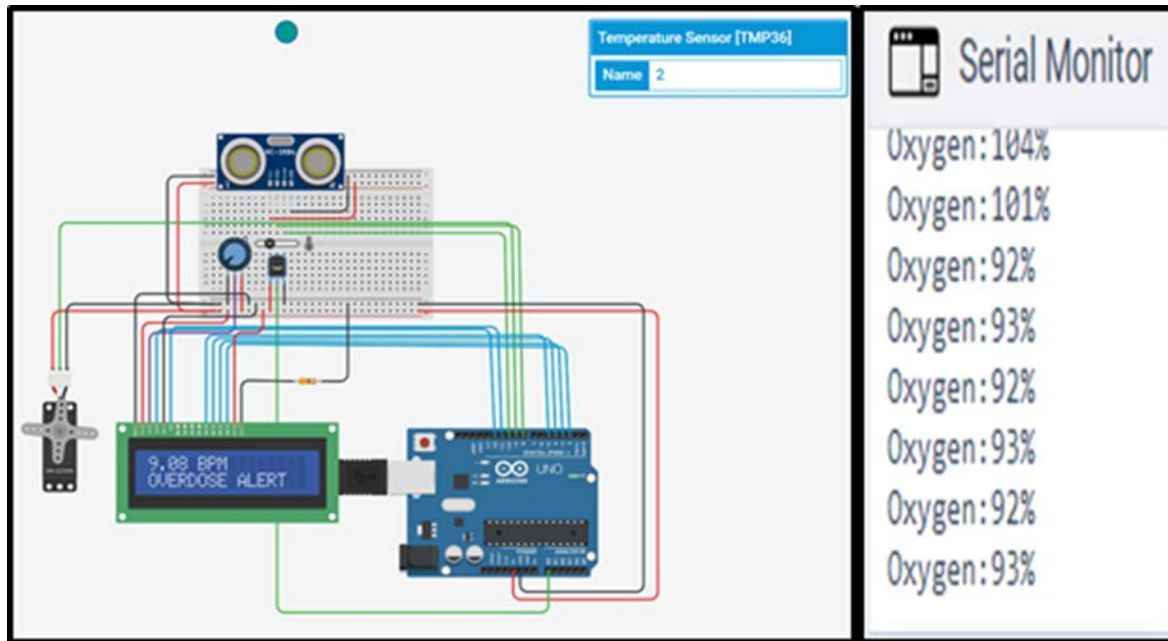 Temperature Sensor [TMP36]
Name 2
9.08 BPM
OVERDOSE ALERT
UNO
ARDUINO
Serial Monitor
Oxygen:104%
Oxygen:101%
Oxygen:92%
Oxygen:93%
Oxygen:92%
Oxygen:93%
Oxygen:92%
Oxygen:93%